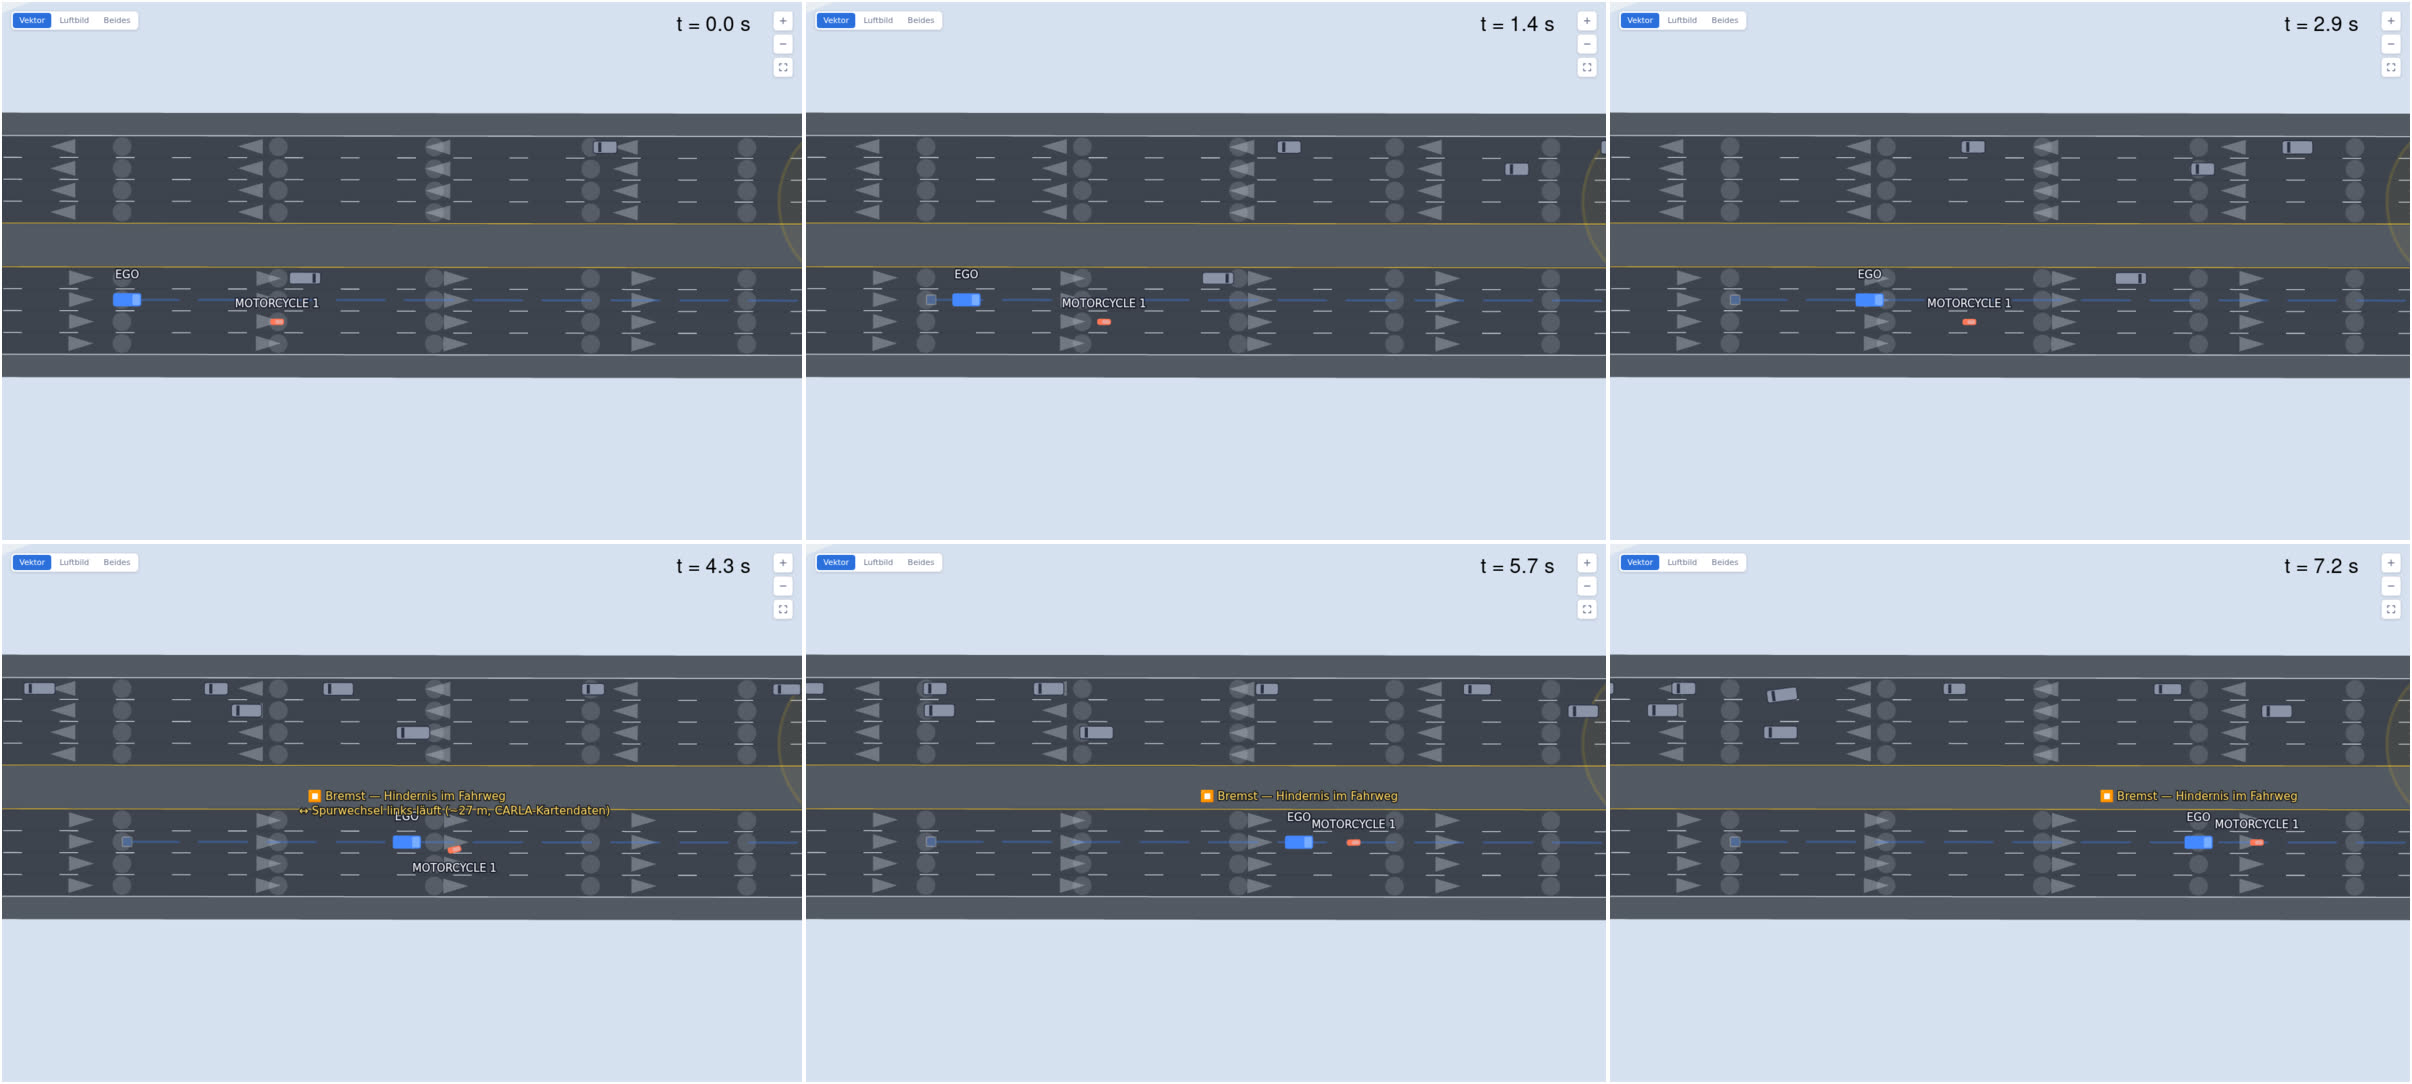 Vektor Luftbild Beides
t = 0.0 s
+
−
EGO
MOTORCYCLE 1
Vektor Luftbild Beides
t = 1.4 s
+
−
EGO
MOTORCYCLE 1
Vektor Luftbild Beides
t = 2.9 s
+
−
EGO
MOTORCYCLE 1
Vektor Luftbild Beides
t = 4.3 s
+
−
Bremst — Hindernis im Fahrweg
↔ Spurwechsel links läuft (~27 m, CARLA-Kartendaten)
EGO
MOTORCYCLE 1
Vektor Luftbild Beides
t = 5.7 s
+
−
Bremst — Hindernis im Fahrweg
EGO
MOTORCYCLE 1
Vektor Luftbild Beides
t = 7.2 s
+
−
Bremst — Hindernis im Fahrweg
EGO
MOTORCYCLE 1